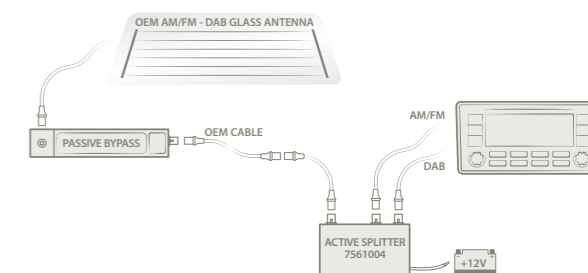 OEM AM/FM - DAB GLASS ANTENNA
AM/FM
PASSIVE BYPASS
OEM CABLE
DAB
ACTIVE SPLITTER
7561004
+12V